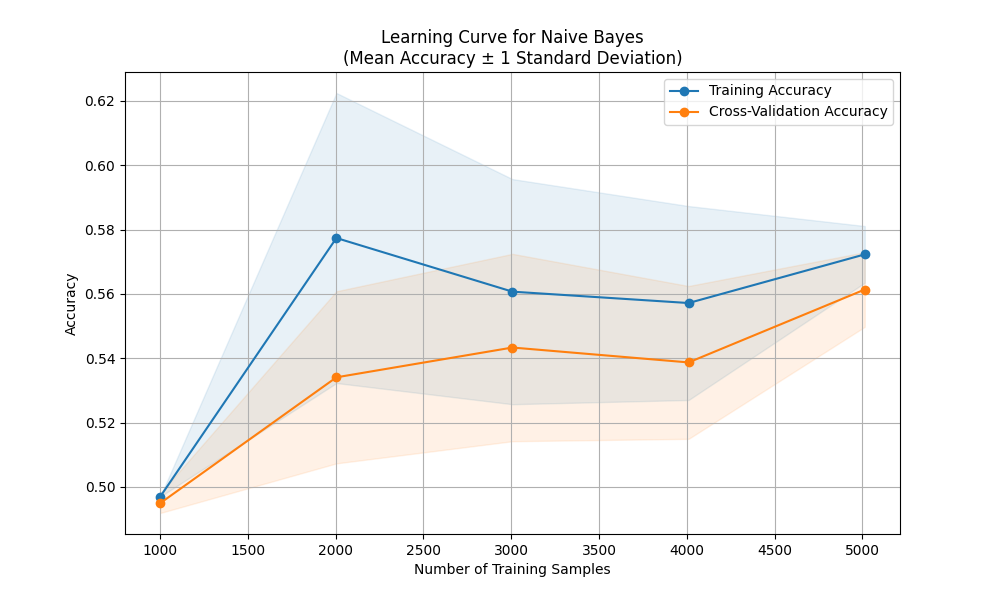 Learning Curve for Naive Bayes
(Mean Accuracy ± 1 Standard Deviation)
Training Accuracy
Cross-Validation Accuracy
Accuracy
0.62
0.60
0.58
0.56
0.54
0.52
0.50
1000 1500 2000 2500 3000 3500 4000 4500 5000
Number of Training Samples